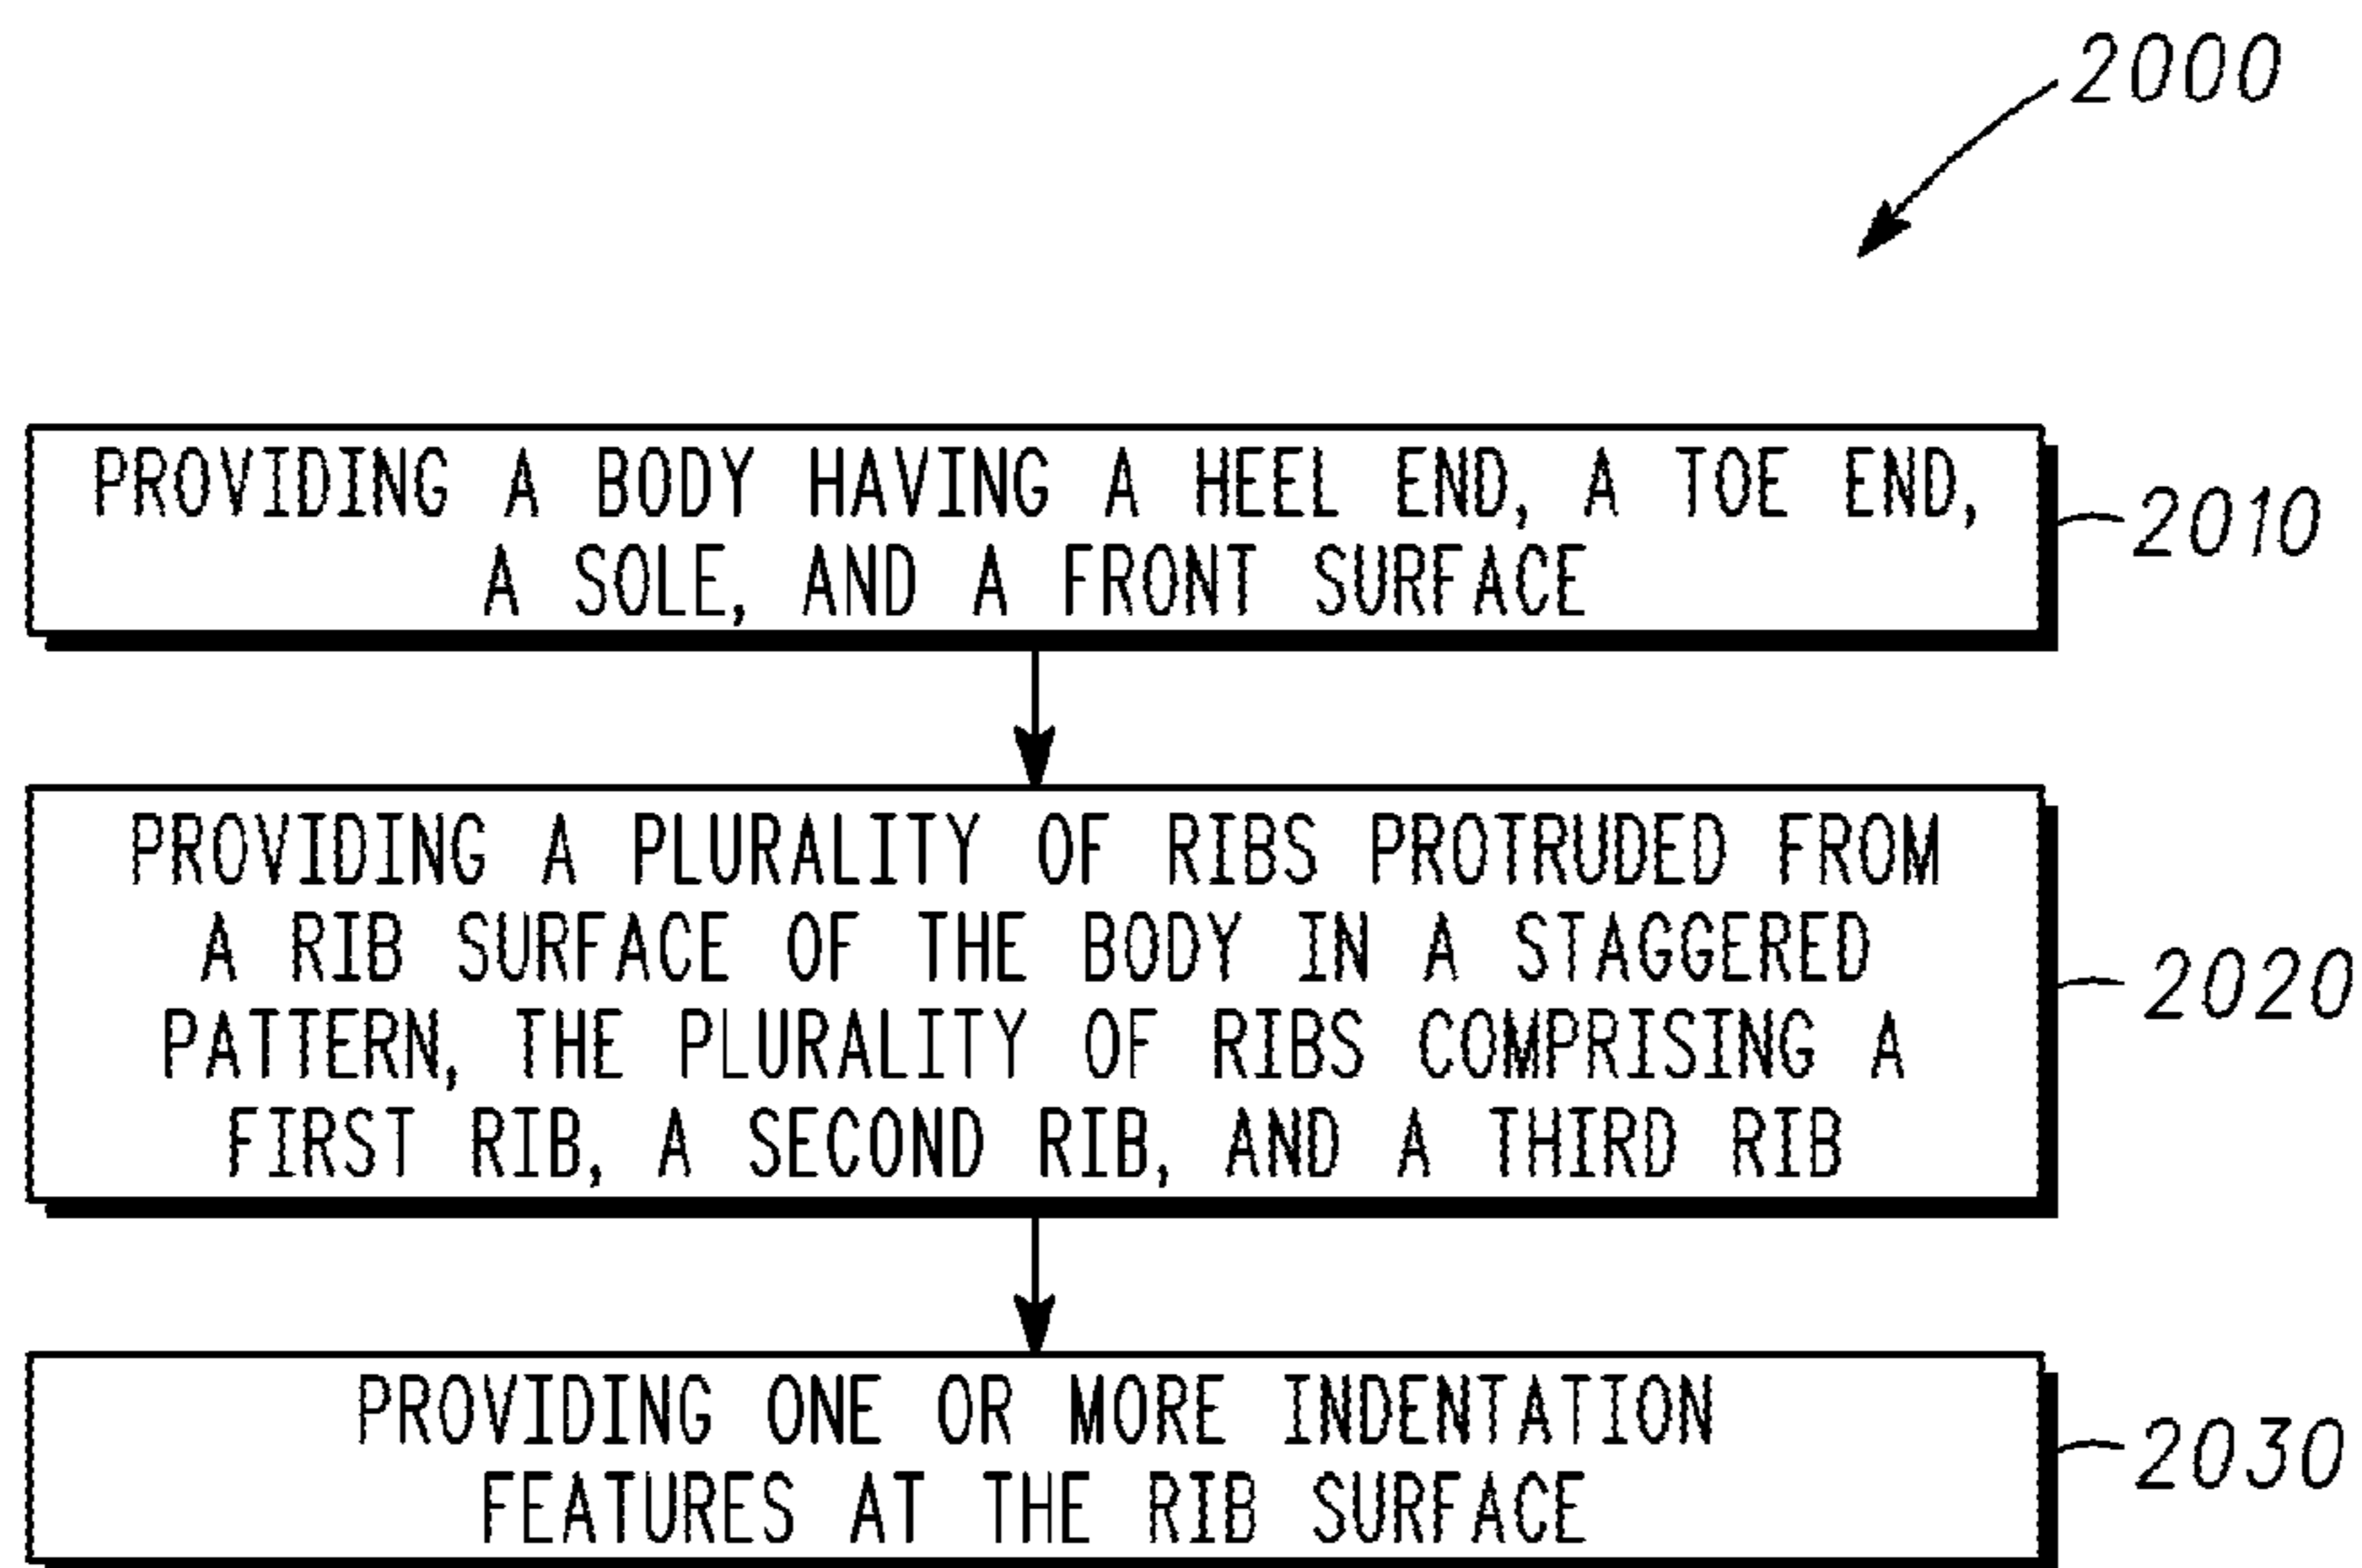 2000
PROVIDING A BODY HAVING A HEEL END, A TOE END,
A SOLE, AND A FRONT SURFACE
2010
PROVIDING A PLURALITY OF RIBS PROTRUDED FROM
A RIB SURFACE OF THE BODY IN A STAGGERED
PATTERN, THE PLURALITY OF RIBS COMPRISING A
FIRST RIB, A SECOND RIB, AND A THIRD RIB
2020
PROVIDING ONE OR MORE INDENTATION
FEATURES AT THE RIB SURFACE
2030